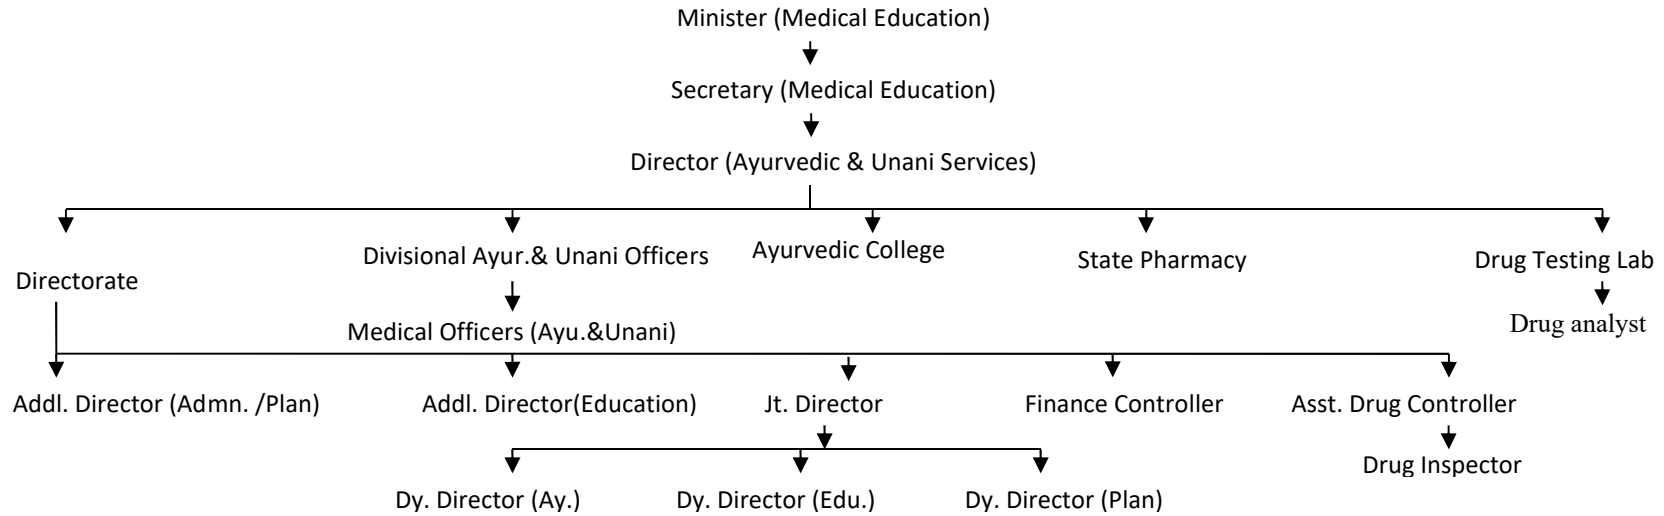 Minister (Medical Education)
Secretary (Medical Education)
Director (Ayurvedic & Unani Services)
Directorate
Divisional Ayur.& Unani Officers
Ayurvedic College
State Pharmacy
Drug Testing Lab
Medical Officers (Ayu.&Unani)
Drug analyst
Addl. Director (Admn. /Plan)
Addl. Director(Education)
Jt. Director
Finance Controller
Asst. Drug Controller
Drug Inspector
Dy. Director (Ay.)
Dy. Director (Edu.)
Dy. Director (Plan)